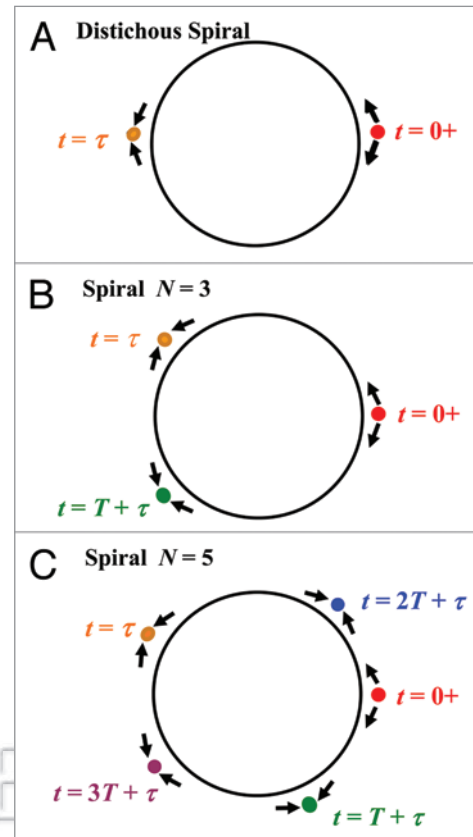 A Distichous Spiral
t = τ
t = 0+
B Spiral N = 3
t = τ
t = 0+
t = T + τ
C Spiral N = 5
t = 2T + τ
t = τ
t = 0+
t = 3T + τ
t = T + τ